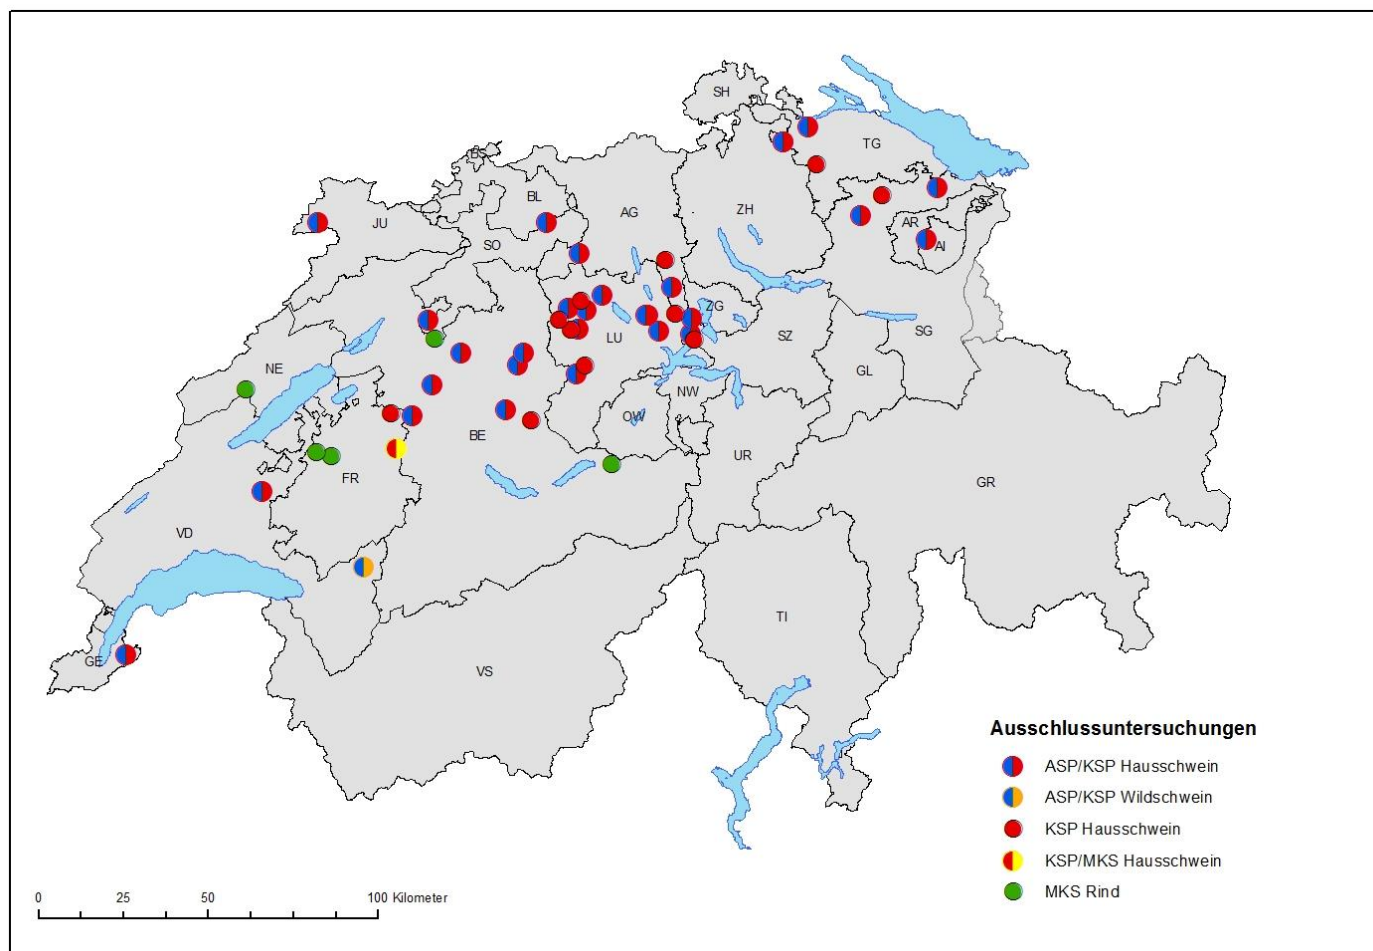 SH
TG
BS
BL
AG
ZH
JU
SO
AR
AI
ZG
LU
SZ
SG
NE
GL
NW
OW
BE
UR
FR
GR
VD
TI
GE
VS
Ausschlussuntersuchungen
ASP/KSP Hausschwein
ASP/KSP Wildschwein
KSP Hausschwein
KSP/MKS Hausschwein
MKS Rind
0 25 50 100 Kilometer